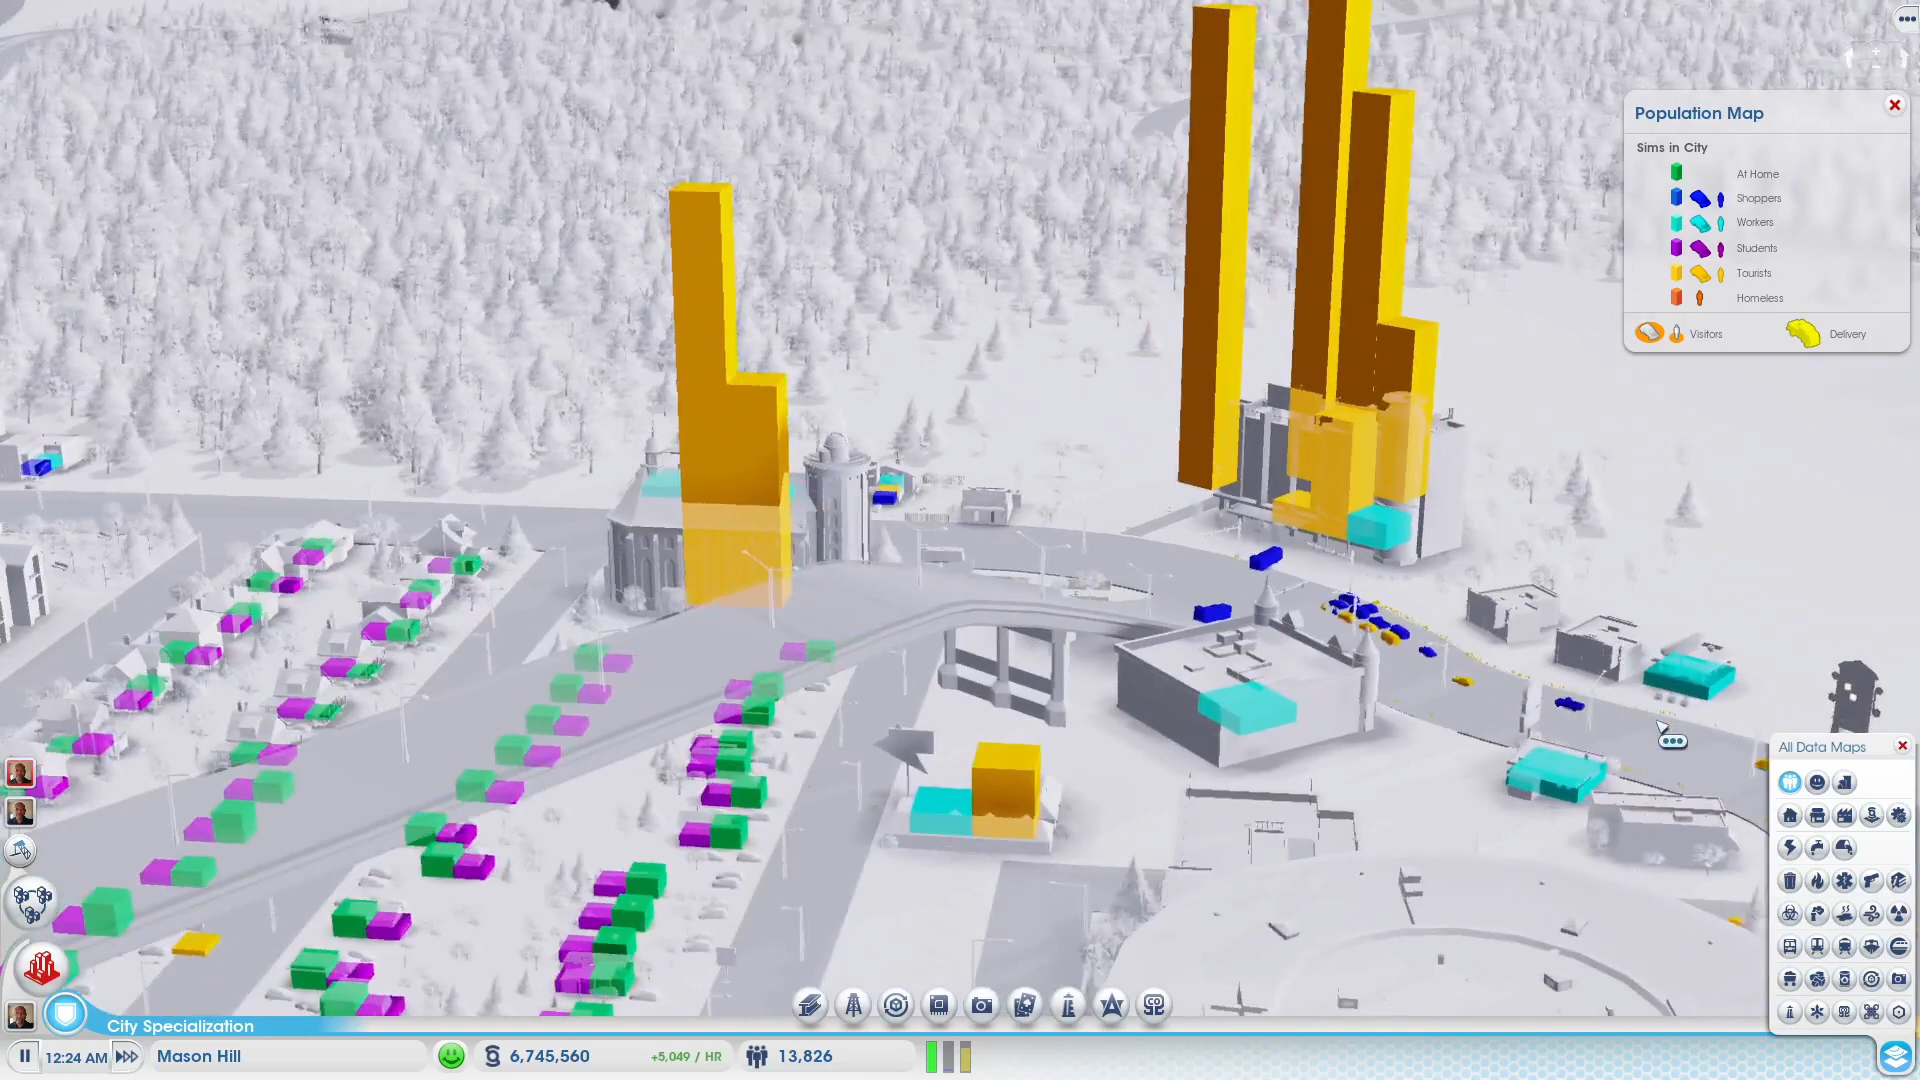 Population Map
Sims in City
At Home
Shoppers
Workers
Students
Tourists
Homeless
Visitors
Delivery
All Data Maps
City Specialization
12:24 AM
Mason Hill
6,745,560
+5,049 / HR
13,826